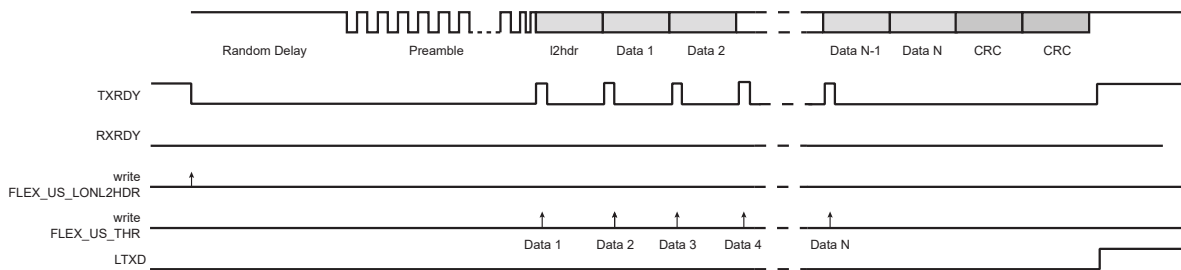 Random Delay Preamble l2hdr Data 1 Data 2 Data N-1 Data N CRC CRC
TXRDY
RXRDY
write
FLEX_US_LONL2HDR
write
FLEX_US_THR
Data 1 Data 2 Data 3 Data 4 Data N
LTXD